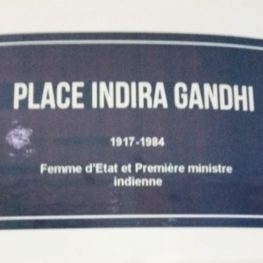 PLACE INDIRA GANDHI
1917-1984
Femme d'Etat et Première ministre
indienne